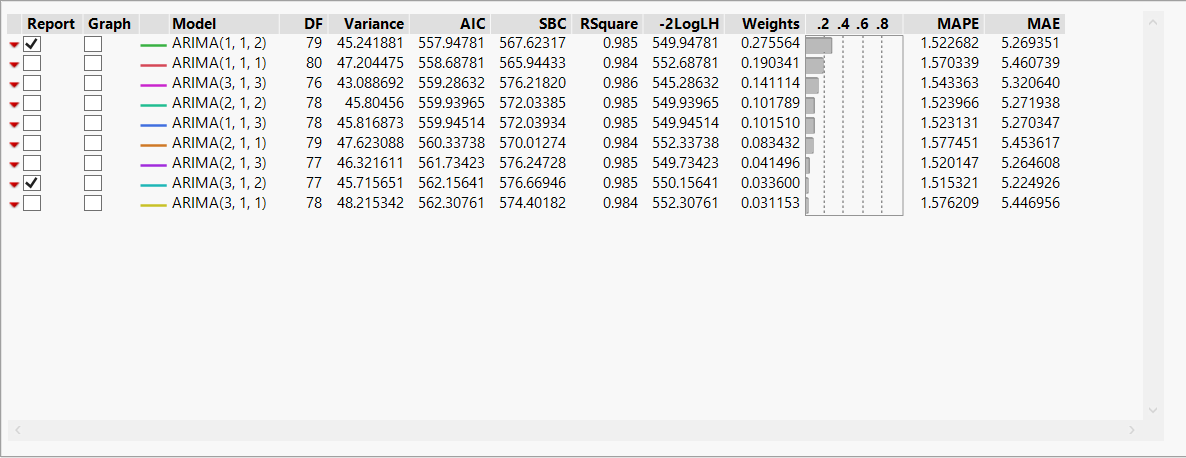 Report Graph Model DF Variance AIC SBC RSquare -2LogLH Weights .2 .4 .6 .8 MAPE MAE
ARIMA(1, 1, 2) 79 45.241881 557.94781 567.62317 0.985 549.94781 0.275564 1.522682 5.269351
ARIMA(1, 1, 1) 80 47.204475 558.68781 565.94433 0.984 552.68781 0.190341 1.570339 5.460739
ARIMA(3, 1, 3) 76 43.088692 559.28632 576.21820 0.986 545.28632 0.141114 1.543363 5.320640
ARIMA(2, 1, 2) 78 45.80456 559.93965 572.03385 0.985 549.93965 0.101789 1.523966 5.271938
ARIMA(1, 1, 3) 78 45.816873 559.94514 572.03934 0.985 549.94514 0.101510 1.523131 5.270347
ARIMA(2, 1, 1) 79 47.623088 560.33738 570.01274 0.984 552.33738 0.083432 1.577451 5.453617
ARIMA(2, 1, 3) 77 46.321611 561.73423 576.24728 0.985 549.73423 0.041496 1.520147 5.264608
ARIMA(3, 1, 2) 77 45.715651 562.15641 576.66946 0.985 550.15641 0.033600 1.515321 5.224926
ARIMA(3, 1, 1) 78 48.215342 562.30761 574.40182 0.984 552.30761 0.031153 1.576209 5.446956